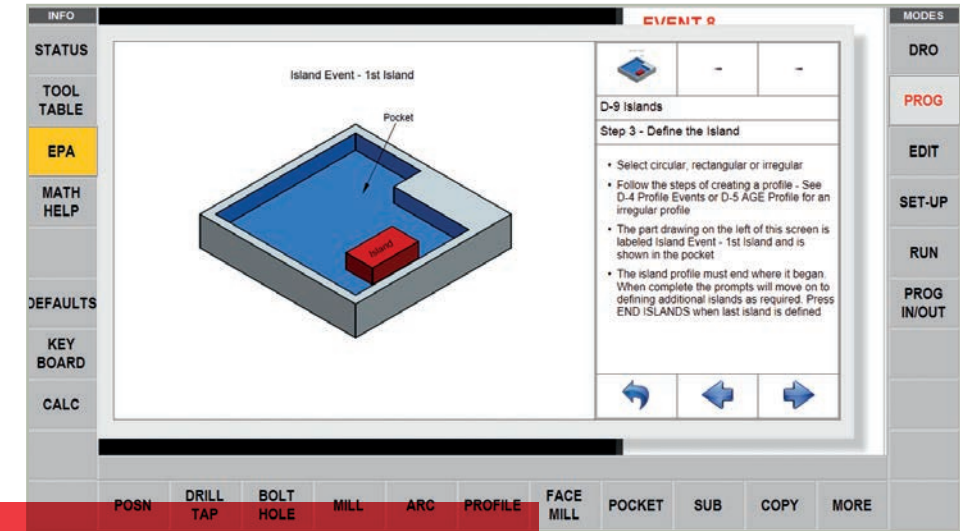 INFO
STATUS
TOOL
TABLE
EPA
MATH
HELP
DEFAULTS
KEY
BOARD
CALC
EVENT 8
Island Event - 1st Island
Pocket
Island
D-9 Islands
Step 3 - Define the Island
• Select circular, rectangular or irregular
• Follow the steps of creating a profile - See
D-4 Profile Events or D-5 AGE Profile for an
irregular profile
• The part drawing on the left of this screen is
labeled Island Event - 1st Island and is
shown in the pocket
• The island profile must end where it began.
When complete the prompts will move on to
defining additional islands as required. Press
END ISLANDS when last island is defined
MODES
DRO
PROG
EDIT
SET-UP
RUN
PROG
IN/OUT
POSN
DRILL
TAP
BOLT
HOLE
MILL
ARC
PROFILE
FACE
MILL
POCKET
SUB
COPY
MORE